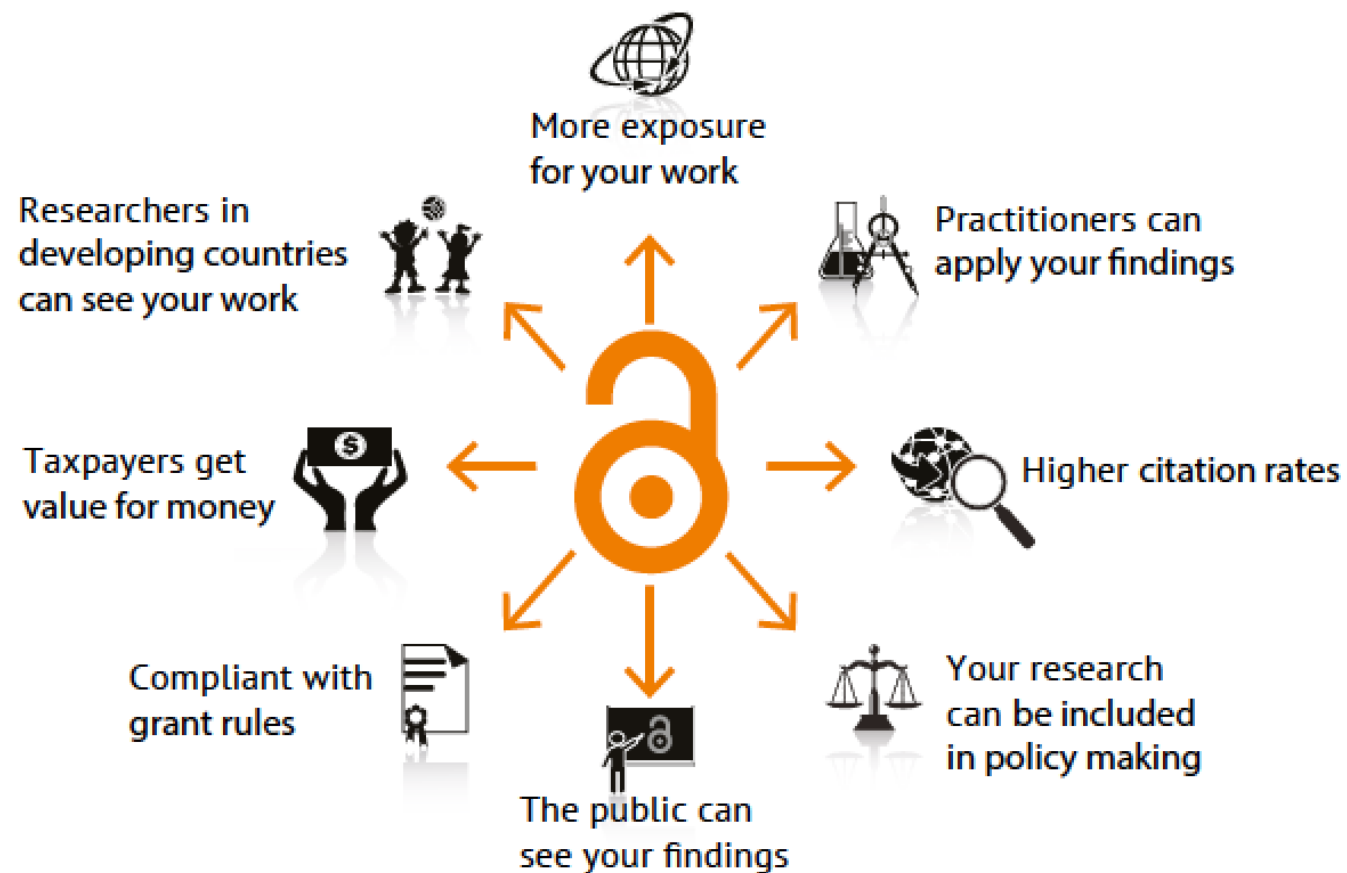 More exposure
for your work
Practitioners can
apply your findings
Higher citation rates
Your research
can be included
in policy making
The public can
see your findings
Compliant with
grant rules
Taxpayers get
value for money
$
Researchers in
developing countries
can see your work